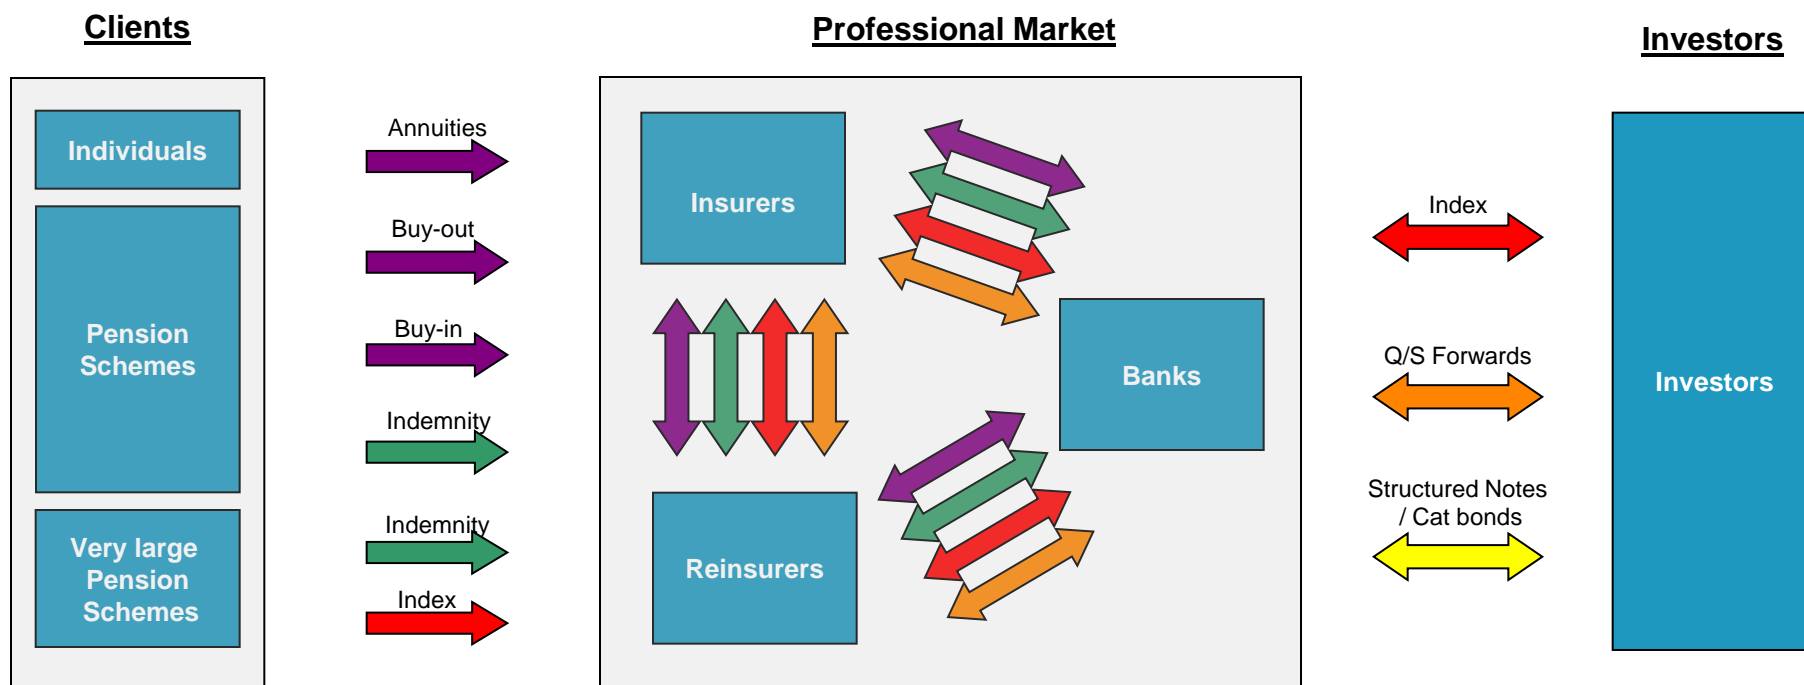 Clients
Professional Market
Investors
Individuals
Pension
Schemes
Very large
Pension
Schemes
Annuities
Buy-out
Buy-in
Indemnity
Indemnity
Index
Insurers
Banks
Reinsurers
Index
Q/S Forwards
Structured Notes
/ Cat bonds
Investors